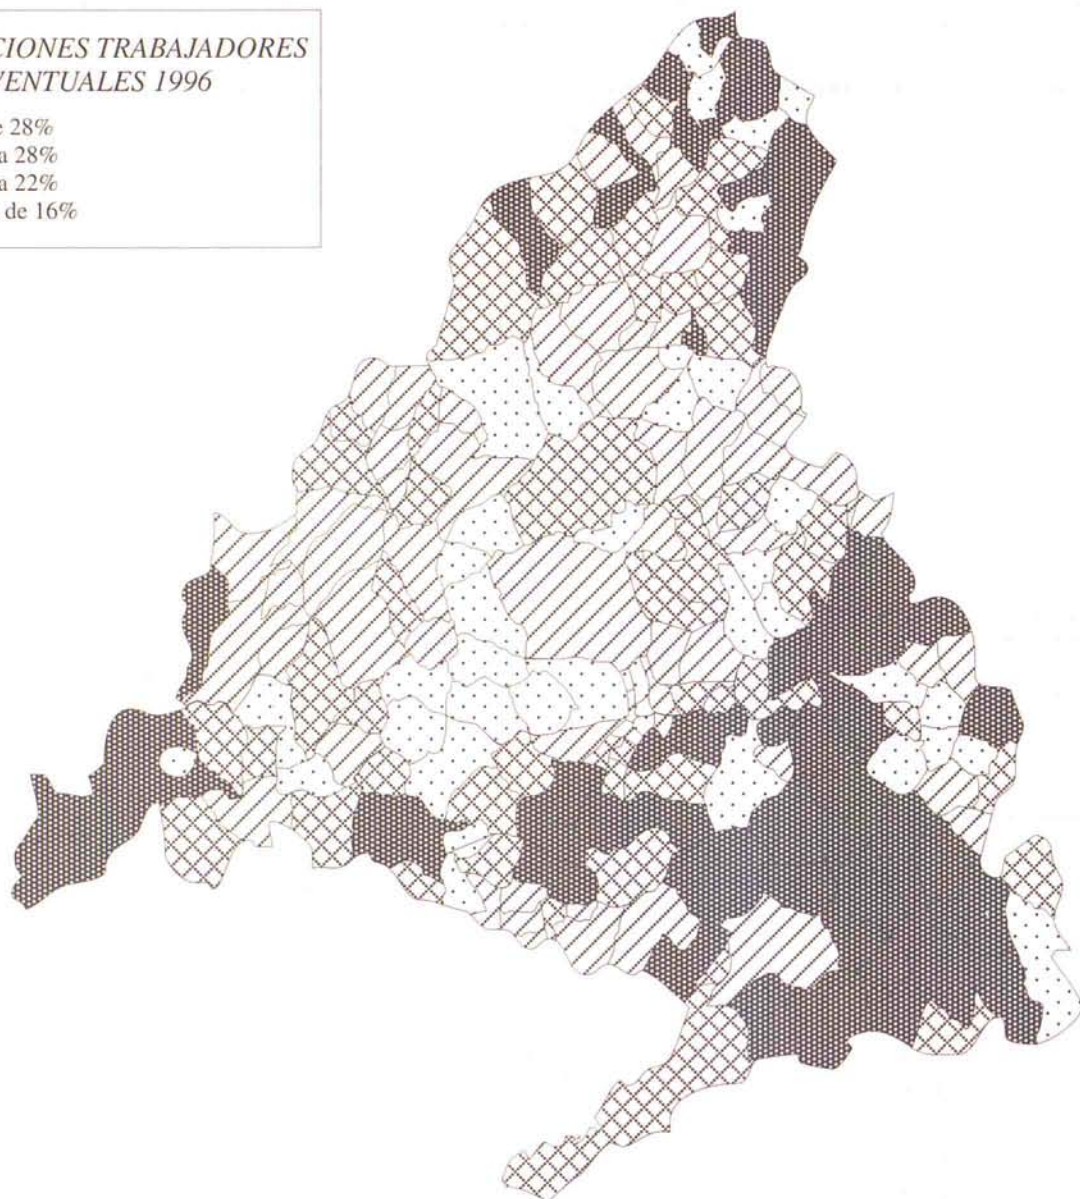 CIONES TRABAJADORES
VENTUALES 1996
e 28%
a 28%
a 22%
de 16%